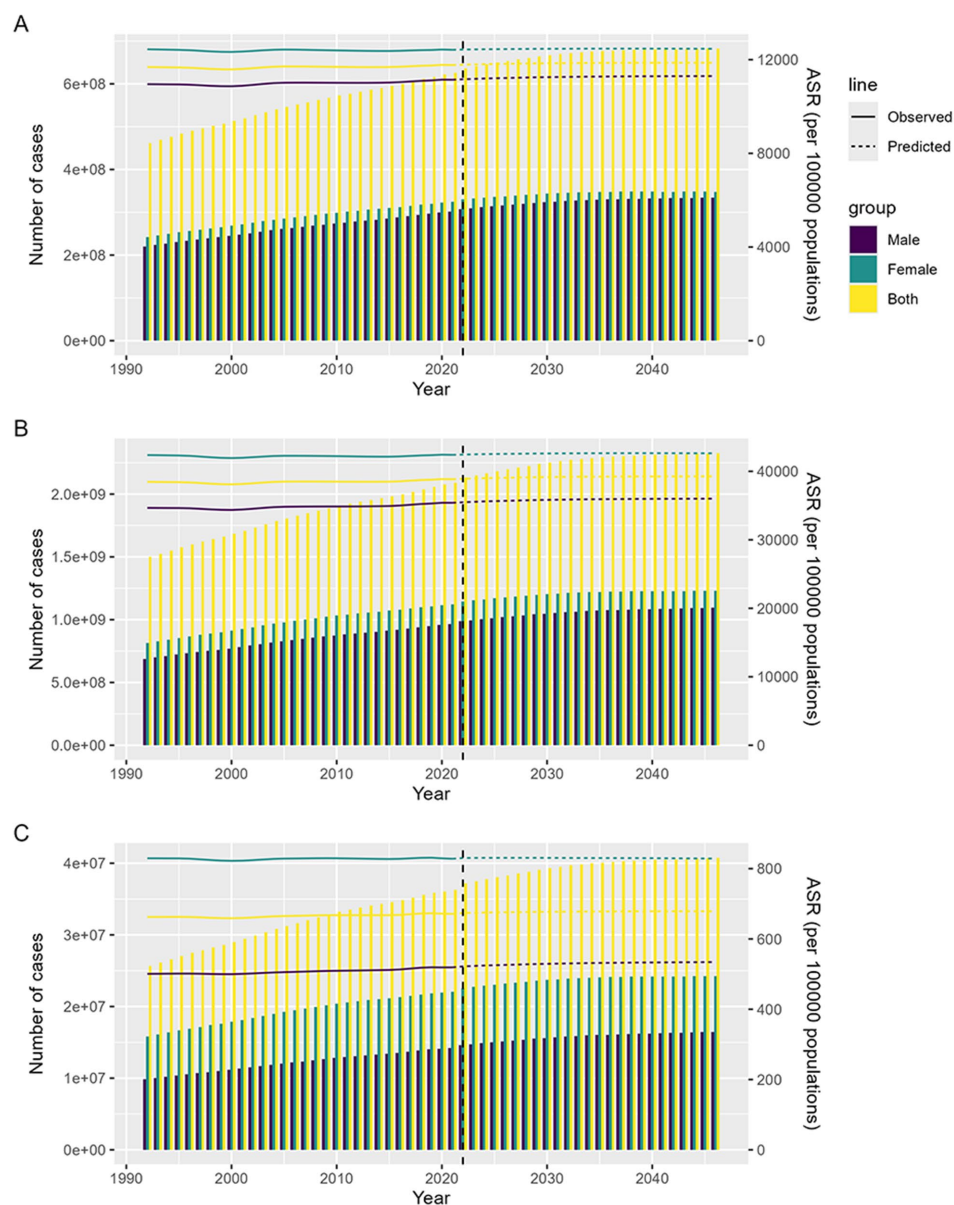 A
6e+08
4e+08
2e+08
0e+00
Number of cases
12000
8000
4000
0
ASR (per 100000 populations)
1990 2000 2010 2020 2030 2040
Year
line
Observed
Predicted
group
Male
Female
Both
B
2.0e+09
1.5e+09
1.0e+09
5.0e+08
0.0e+00
Number of cases
40000
30000
20000
10000
0
ASR (per 100000 populations)
1990 2000 2010 2020 2030 2040
Year
C
4e+07
3e+07
2e+07
1e+07
0e+00
Number of cases
800
600
400
200
0
ASR (per 100000 populations)
1990 2000 2010 2020 2030 2040
Year